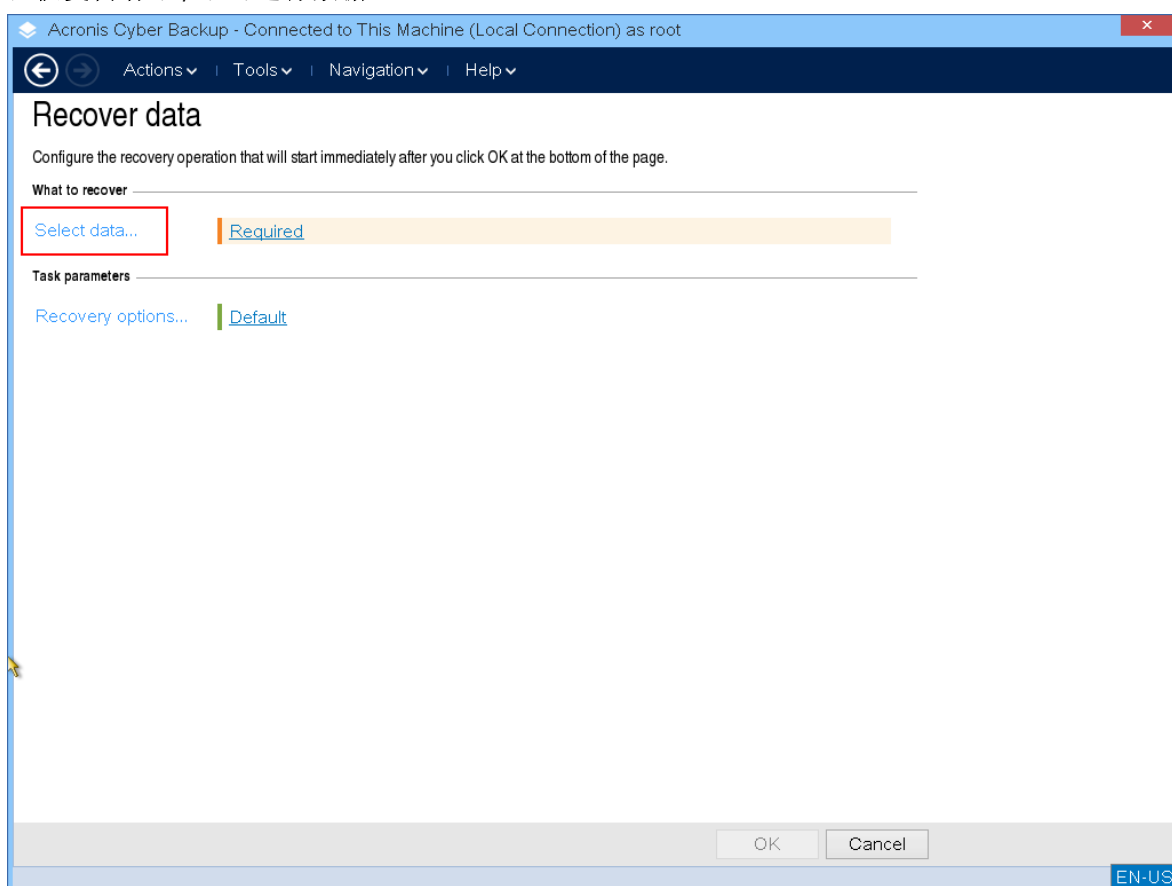 Acronis Cyber Backup - Connected to This Machine (Local Connection) as root
Actions Tools Navigation Help
Recover data
Configure the recovery operation that will start immediately after you click OK at the bottom of the page.
What to recover
Select data... Required
Task parameters
Recovery options... Default
OK Cancel
EN-US